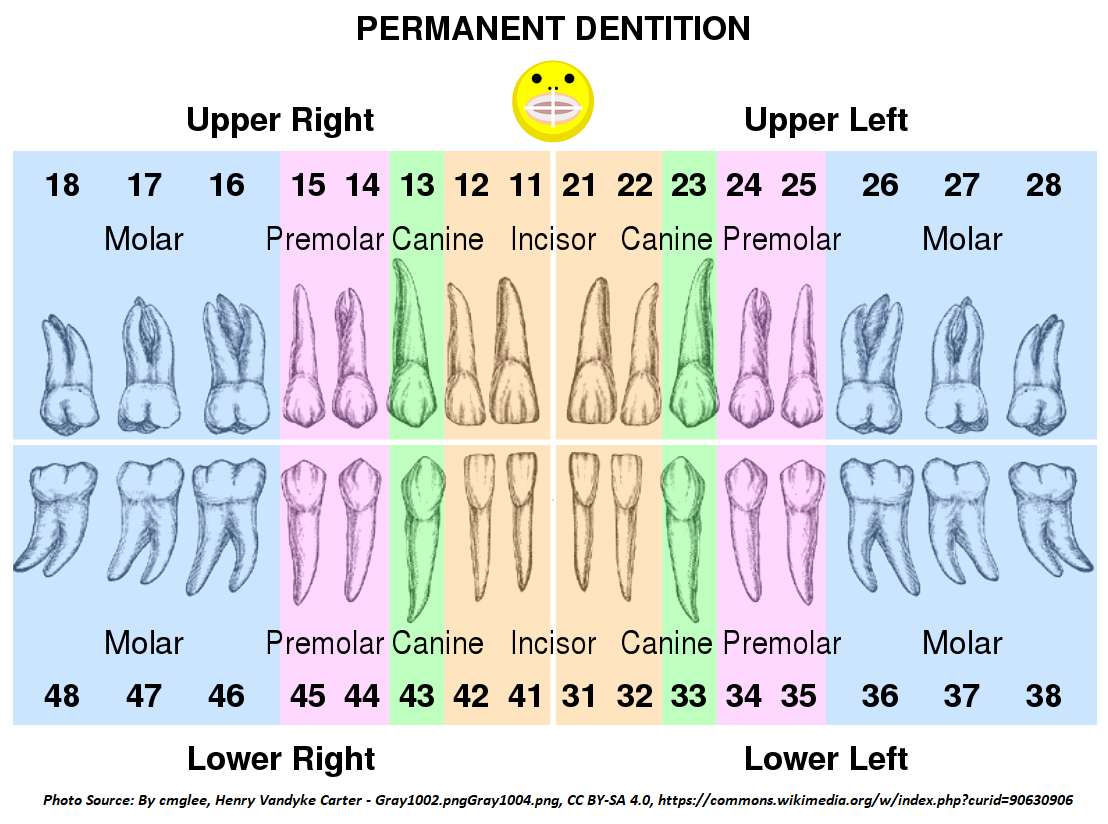 PERMANENT DENTITION
Upper Right Upper Left
18 17 16 15 14 13 12 11 21 22 23 24 25 26 27 28
Molar Premolar Canine Incisor Canine Premolar Molar
Molar Premolar Canine Incisor Canine Premolar Molar
48 47 46 45 44 43 42 41 31 32 33 34 35 36 37 38
Lower Right Lower Left
Photo Source: By cmglee, Henry Vandyke Carter - Gray1002.pngGray1004.png, CC BY-SA 4.0, https://commons.wikimedia.org/w/index.php?curid=90630906